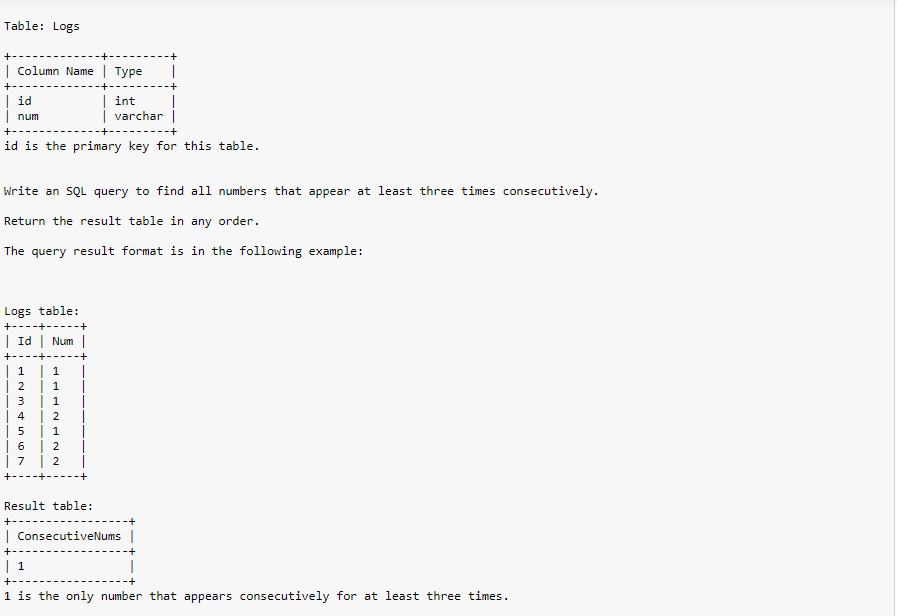 Table: Logs
+-------------+---------+
| Column Name | Type    |
+-------------+---------+
| id          | int     |
| num         | varchar |
+-------------+---------+
id is the primary key for this table.
Write an SQL query to find all numbers that appear at least three times consecutively.
Return the result table in any order.
The query result format is in the following example:
Logs table:
+----+-----+
| Id | Num |
+----+-----+
| 1  | 1   |
| 2  | 1   |
| 3  | 1   |
| 4  | 2   |
| 5  | 1   |
| 6  | 2   |
| 7  | 2   |
+----+-----+
Result table:
+-----------------+
| ConsecutiveNums |
+-----------------+
| 1               |
+-----------------+
1 is the only number that appears consecutively for at least three times.